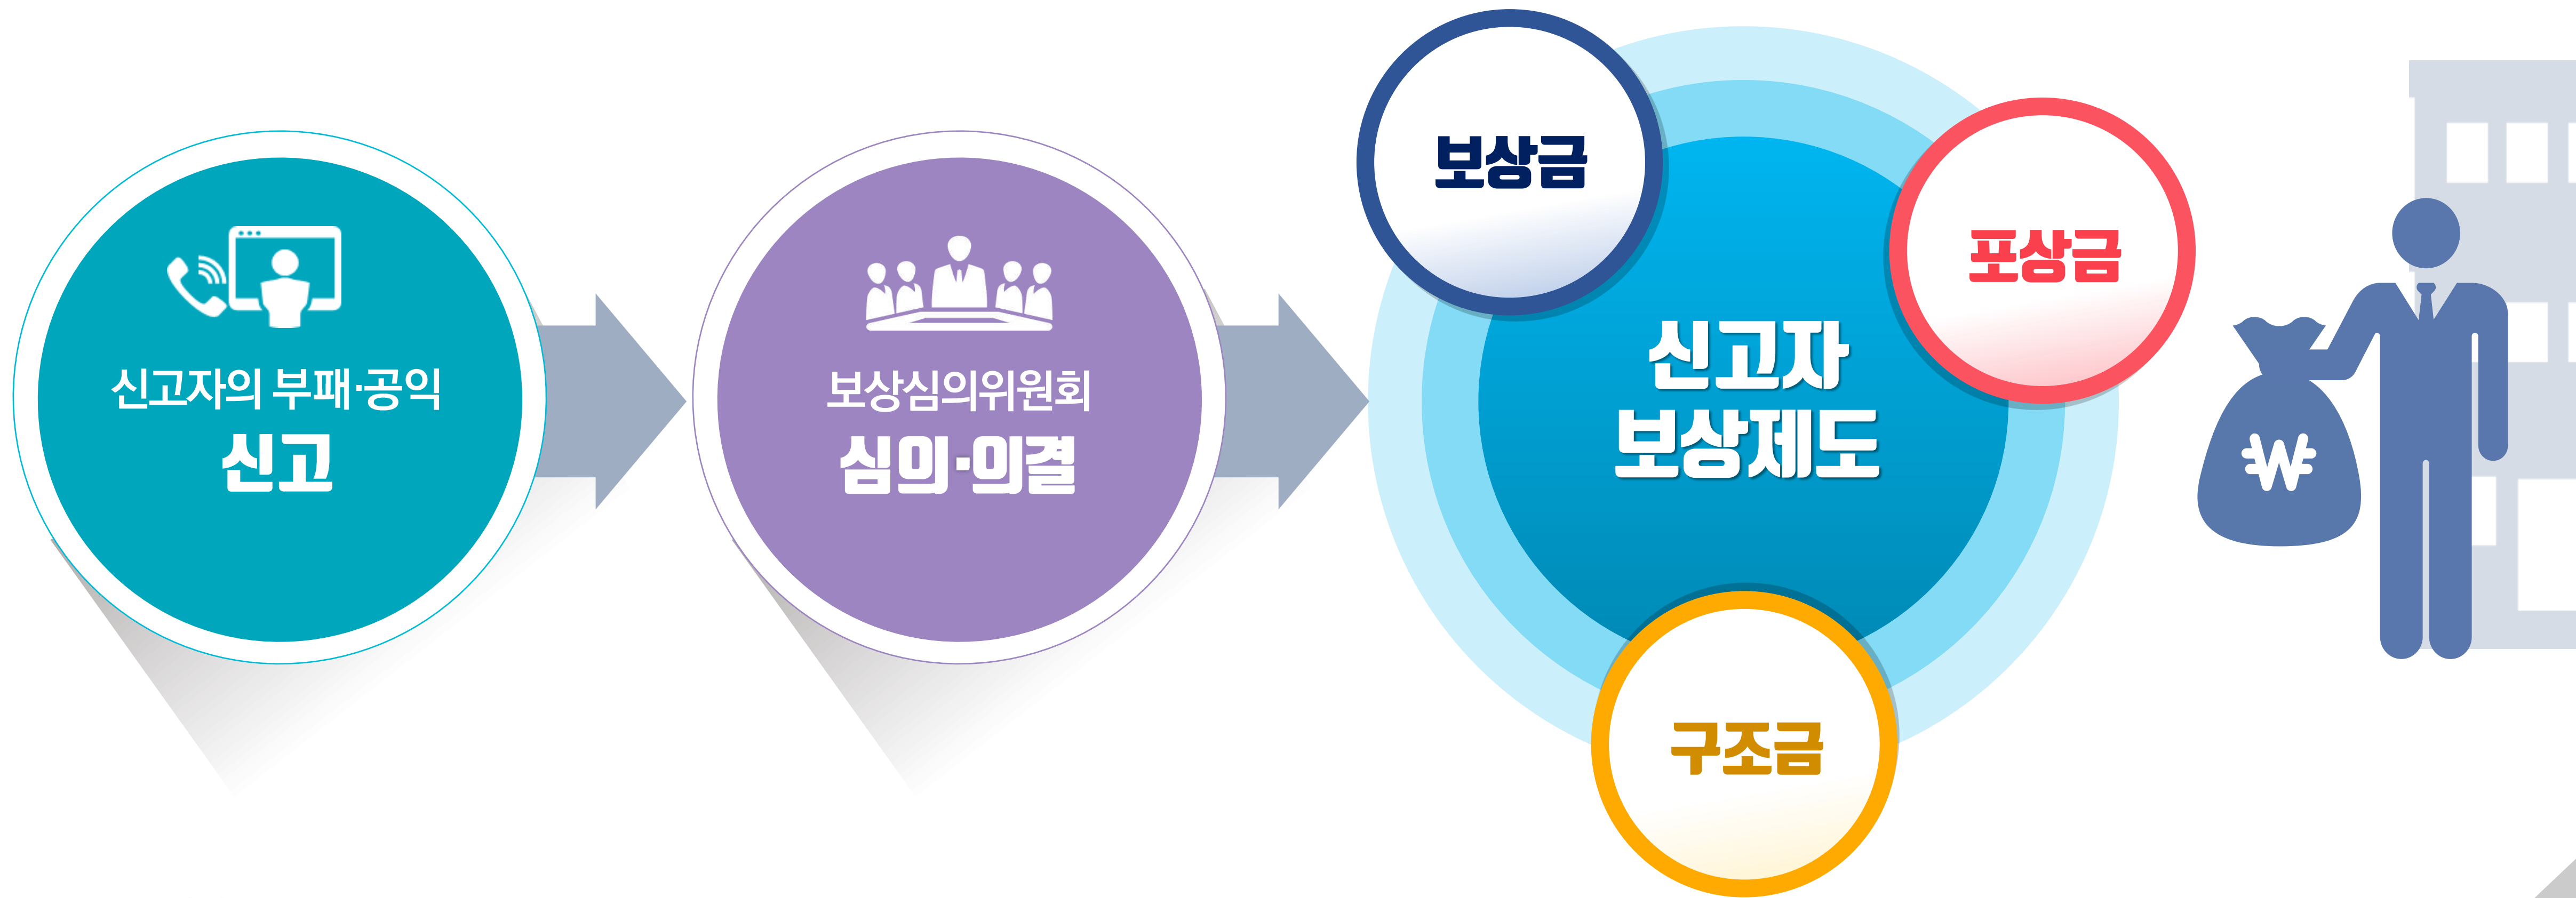 신고자의 부패·공익
신고
보상심의위원회
심의·의결
보상금
포상금
신고자
보상제도
구조금
₩